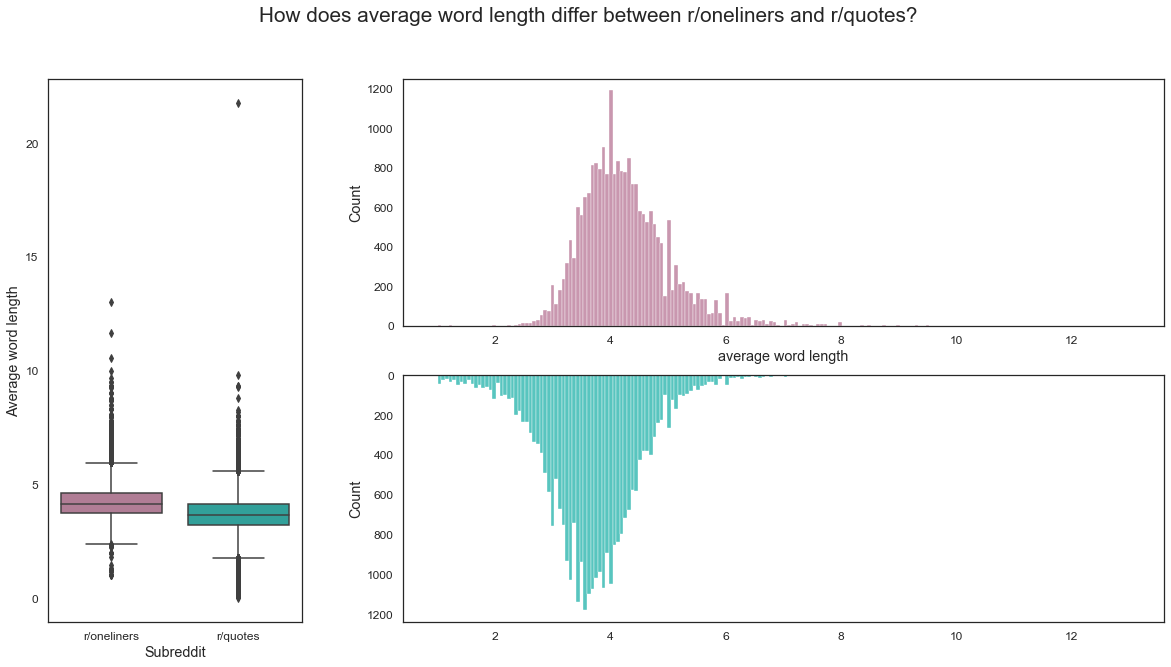 How does average word length differ between r/oneliners and r/quotes?
Average word length
20
15
10
5
0
r/oneliners r/quotes
Subreddit
Count
1200
1000
800
600
400
200
0
2 4 6 8 10 12
average word length
Count
0
200
400
600
800
1000
1200
2 4 6 8 10 12